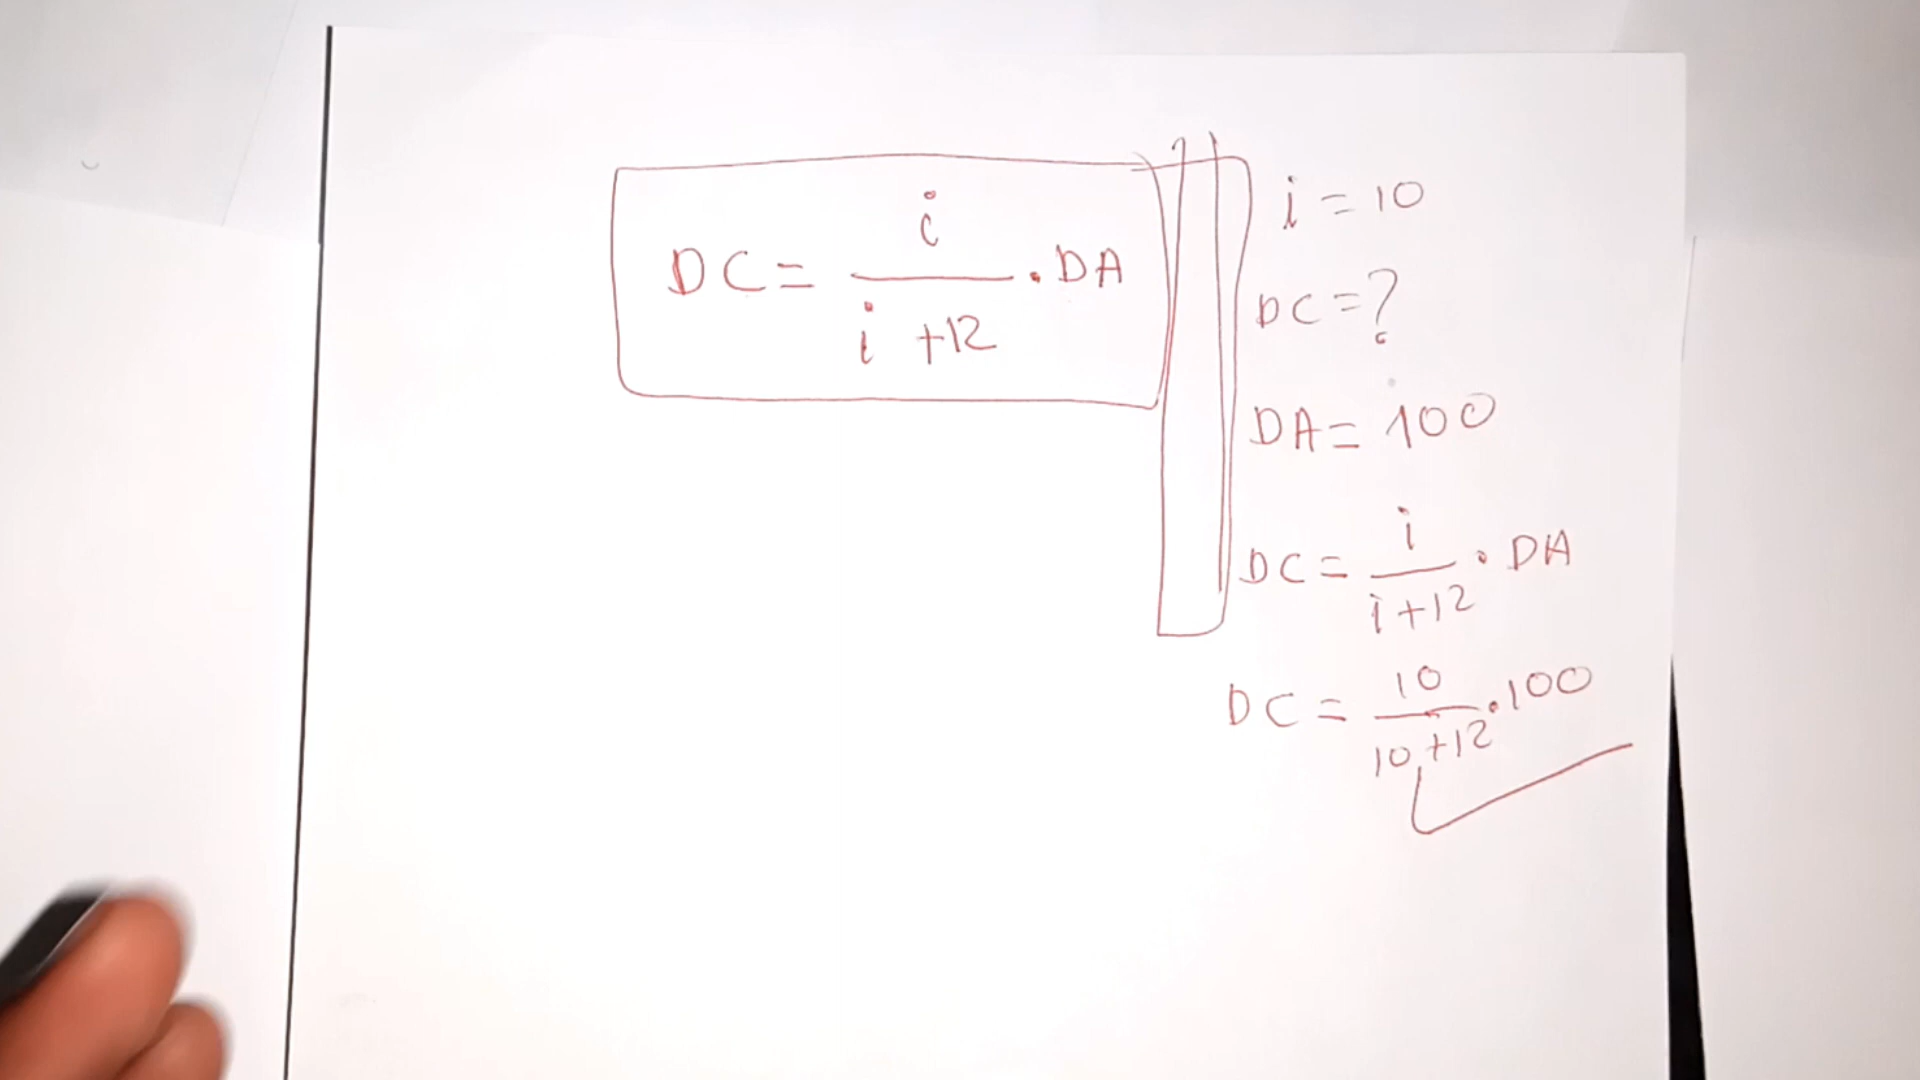 DC = i / i +12 . DA
i = 10
DC = ?
DA = 100
DC = i / i+12 . DA
DC = 10 / 10+12 . 100